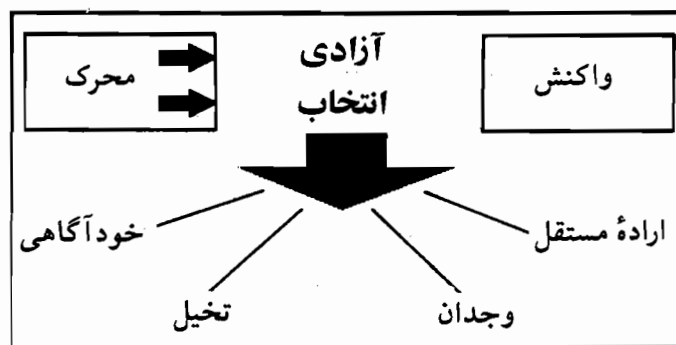 محرک
آزادی
انتخاب
واکنش
خودآگاهی
تخیل
وجدان
ارادهٔ مستقل